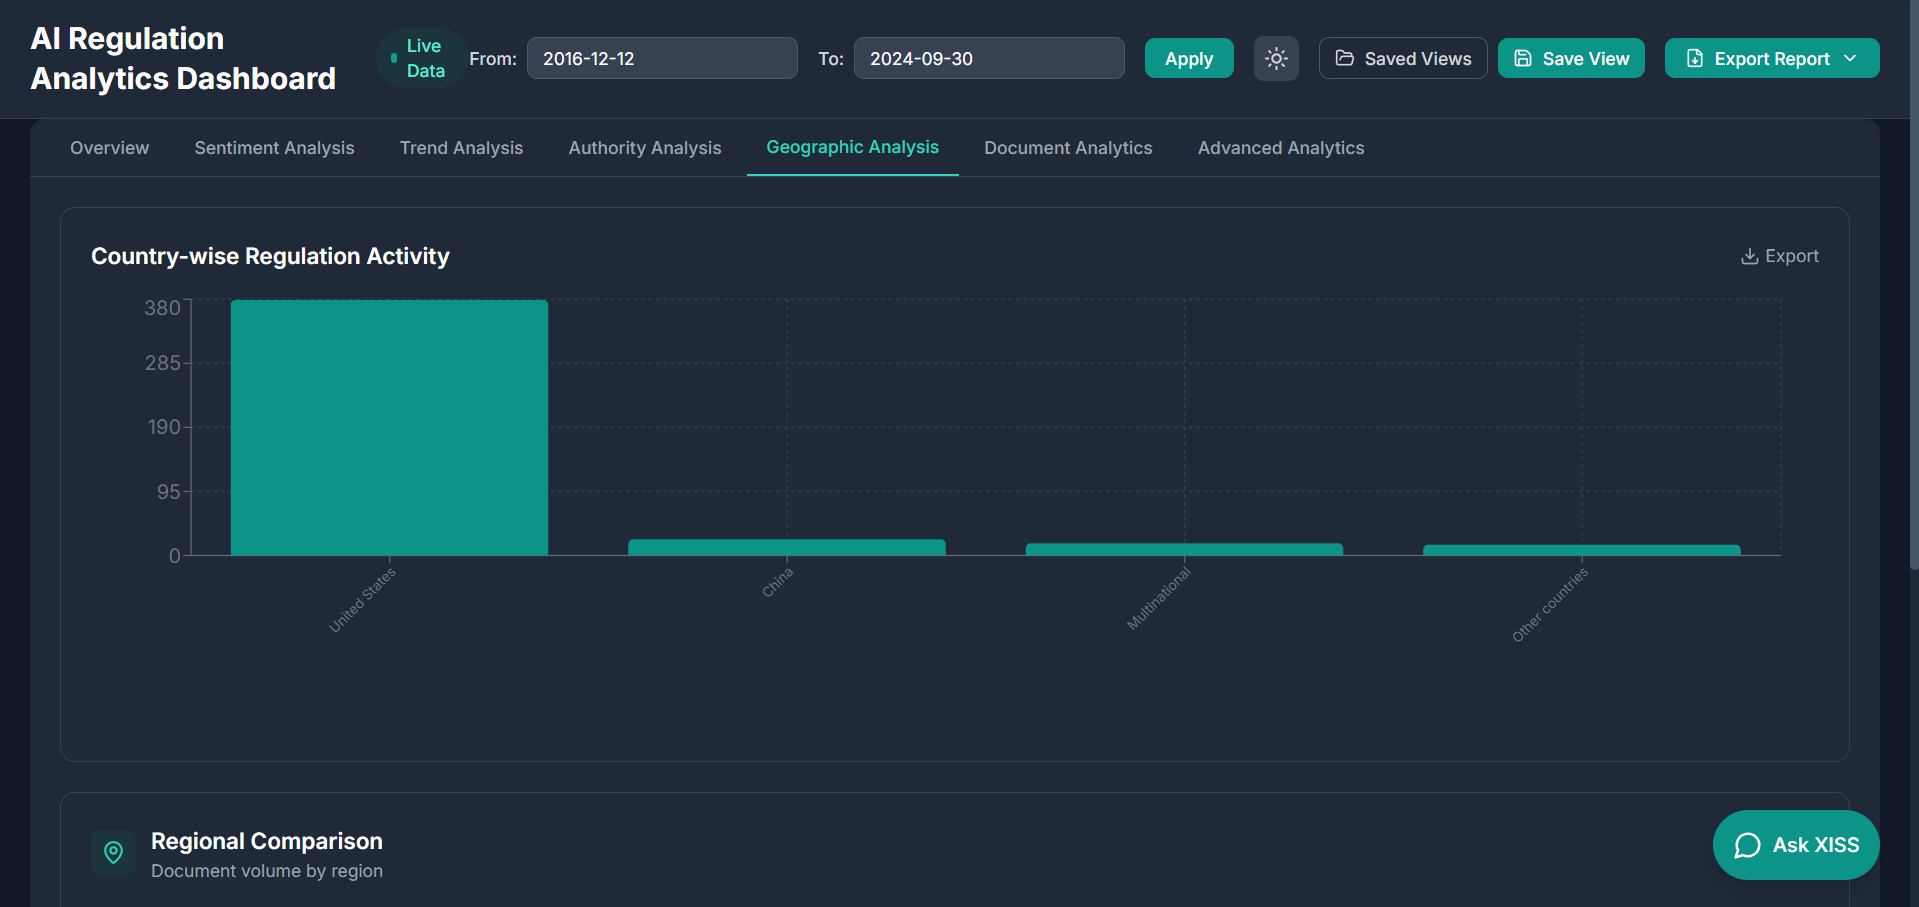 AI Regulation
Analytics Dashboard
Live
Data
From: 2016-12-12 To: 2024-09-30 Apply Saved Views Save View Export Report
Overview Sentiment Analysis Trend Analysis Authority Analysis Geographic Analysis Document Analytics Advanced Analytics
Country-wise Regulation Activity Export
380
285
190
95
0
United States China Multinational Other countries
Regional Comparison
Document volume by region
Ask XISS